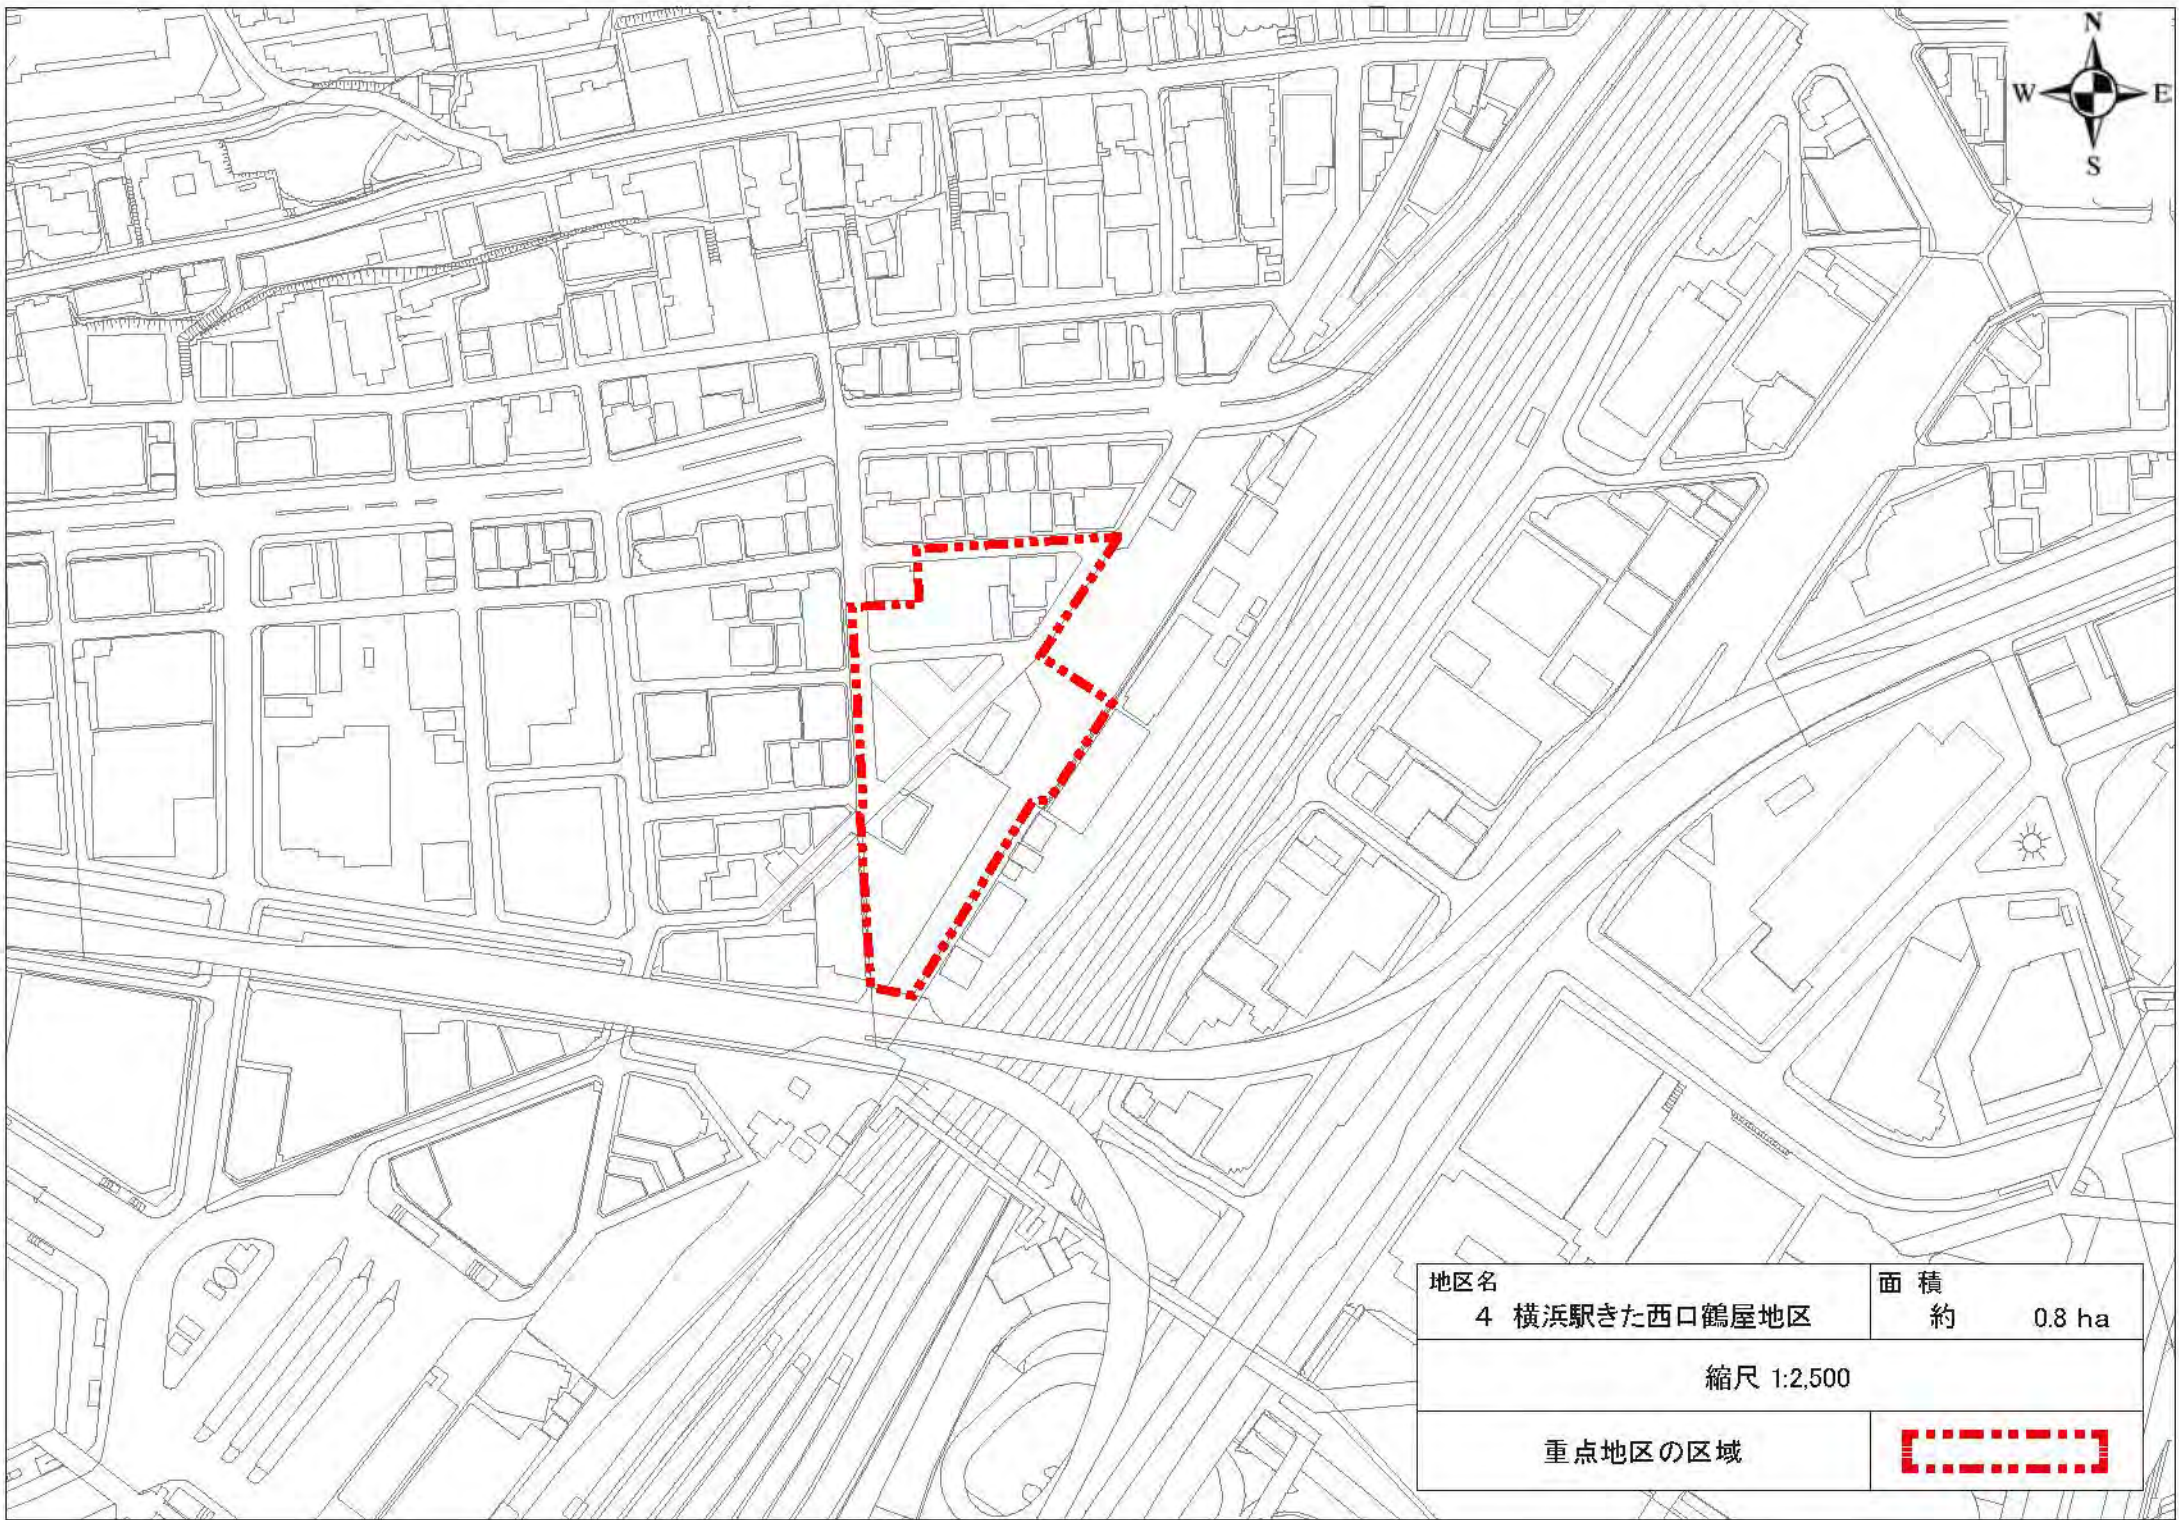 N
W E
S
地区名
4 横浜駅きた西口鶴屋地区
面 積
約 0.8 ha
縮尺 1:2,500
重点地区の区域